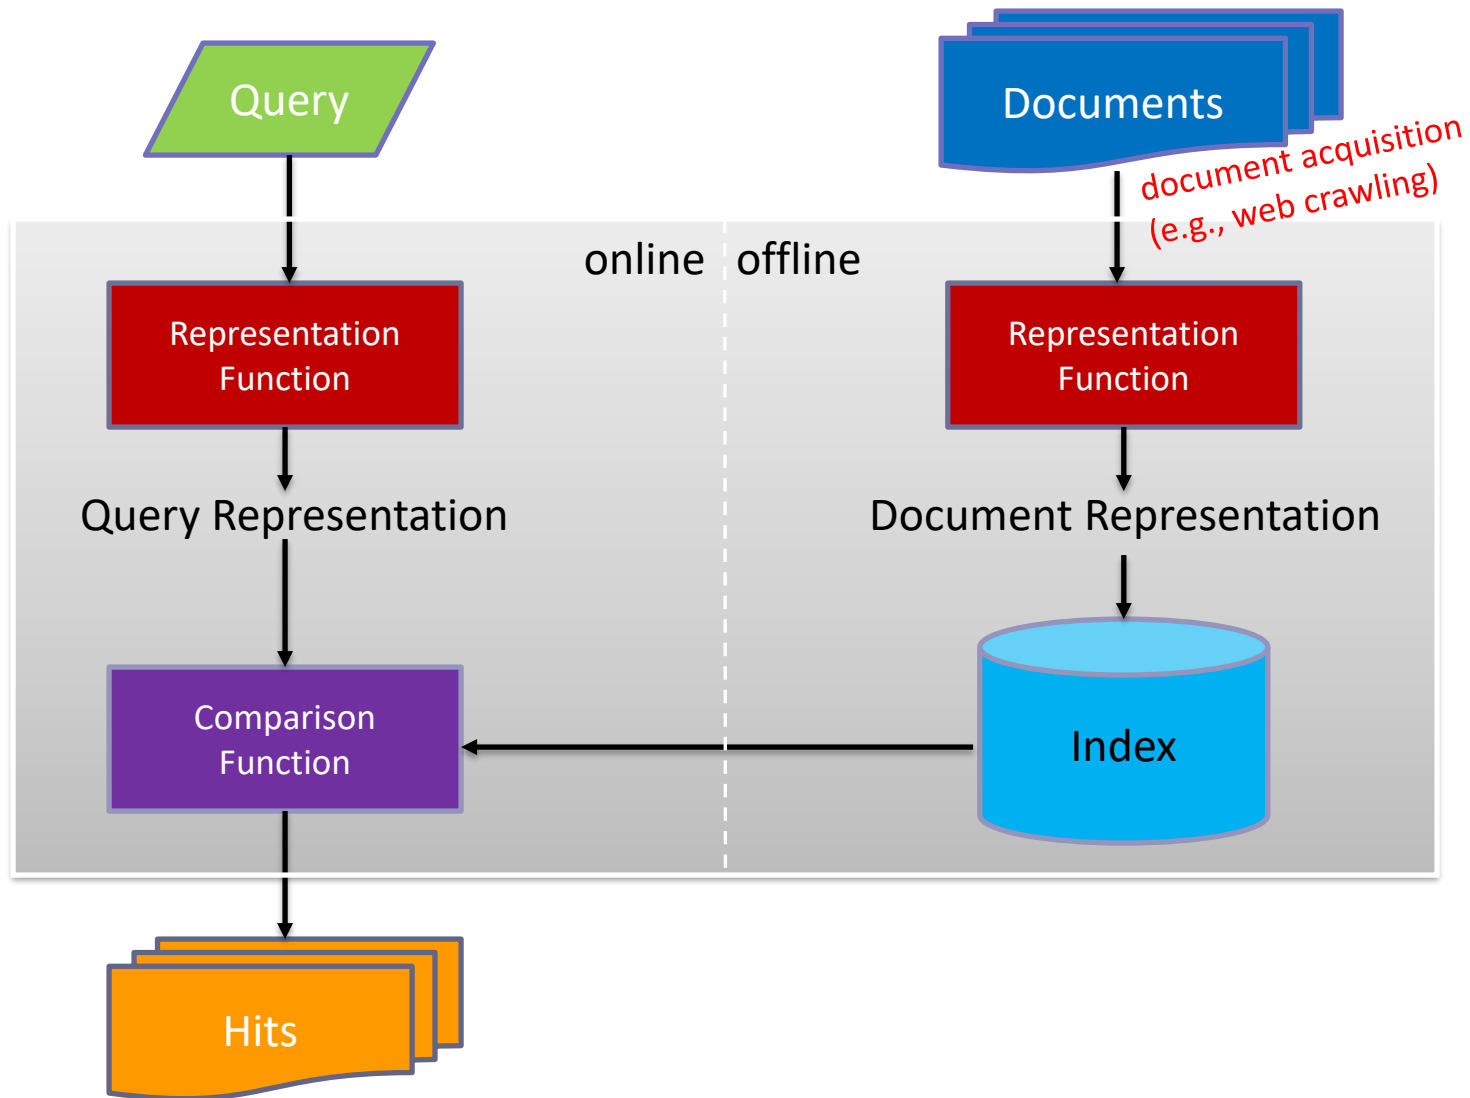 Query
Documents
document acquisition
(e.g., web crawling)
online
offline
Representation
Function
Representation
Function
Query Representation
Document Representation
Comparison
Function
Index
Hits